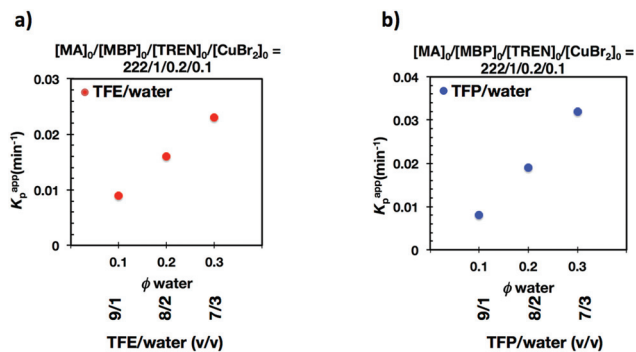 a)
[MA]₀/[MBP]₀/[TREN]₀/[CuBr₂]₀ =
222/1/0.2/0.1
0.03
0.02
0.01
0
TFE/water
Kₚᵃᵖᵖ(min⁻¹)
0.1 0.2 0.3
ϕ water
9/1 8/2 7/3
TFE/water (v/v)
b)
[MA]₀/[MBP]₀/[TREN]₀/[CuBr₂]₀ =
222/1/0.2/0.1
0.04
0.03
0.02
0.01
0
TFP/water
Kₚᵃᵖᵖ(min⁻¹)
0.1 0.2 0.3
ϕ water
9/1 8/2 7/3
TFP/water (v/v)